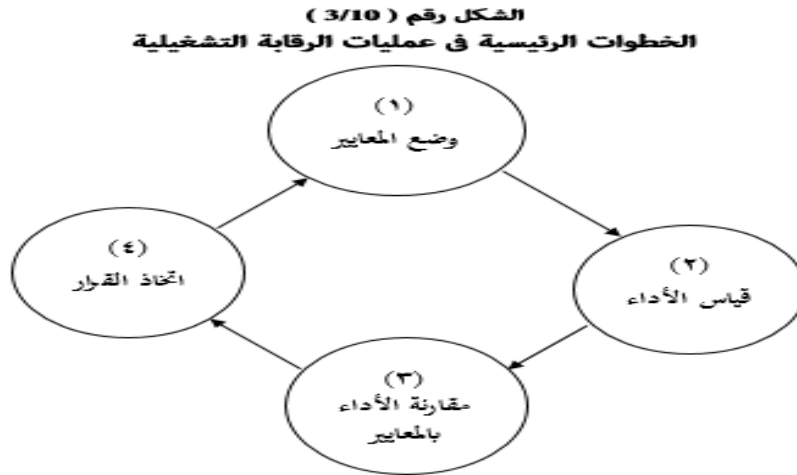 الشكل رقم ( 3/10 )
الخطوات الرئيسية فى عمليات الرقابة التشغيلية
(١)
وضع المعايير
(٢)
قياس الأداء
(٣)
مقارنة الأداء
بالمعايير
(٤)
اتخاذ القرار